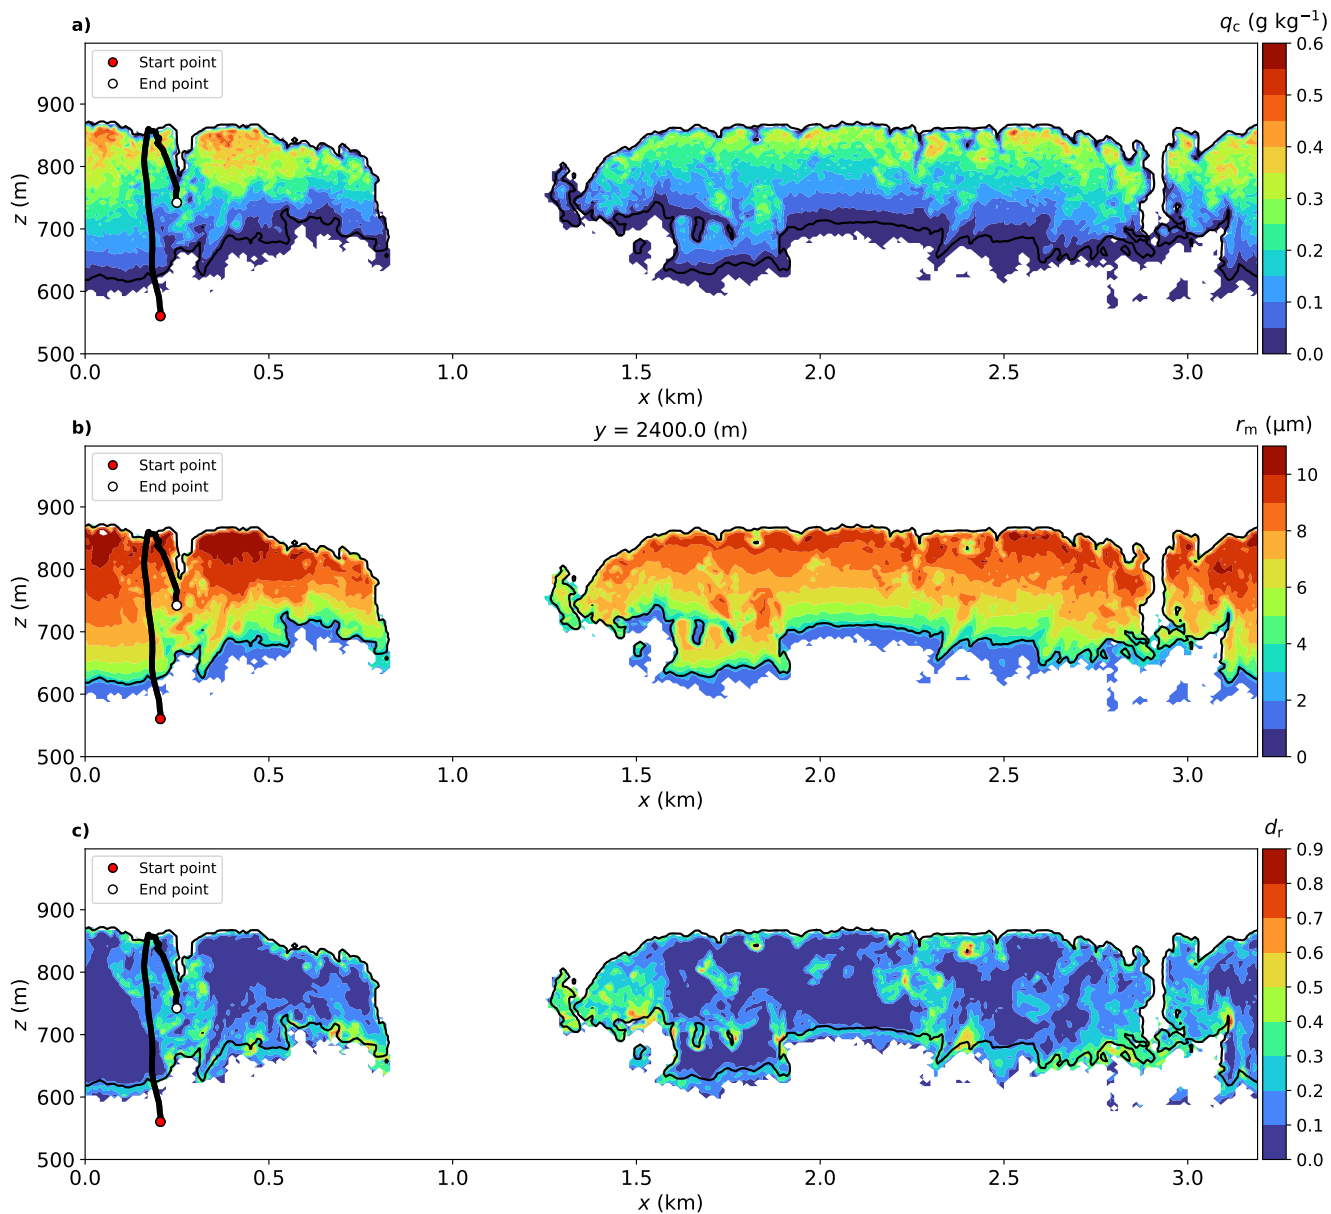 a)
q_c (g kg⁻¹)
Start point
End point
900
800
700
600
500
z (m)
0.0 0.5 1.0 1.5 2.0 2.5 3.0
x (km)
0.6
0.5
0.4
0.3
0.2
0.1
0.0
b)
y = 2400.0 (m)
r_m (μm)
Start point
End point
900
800
700
600
500
z (m)
0.0 0.5 1.0 1.5 2.0 2.5 3.0
x (km)
10
8
6
4
2
0
c)
d_r
Start point
End point
900
800
700
600
500
z (m)
0.0 0.5 1.0 1.5 2.0 2.5 3.0
x (km)
0.9
0.8
0.7
0.6
0.5
0.4
0.3
0.2
0.1
0.0